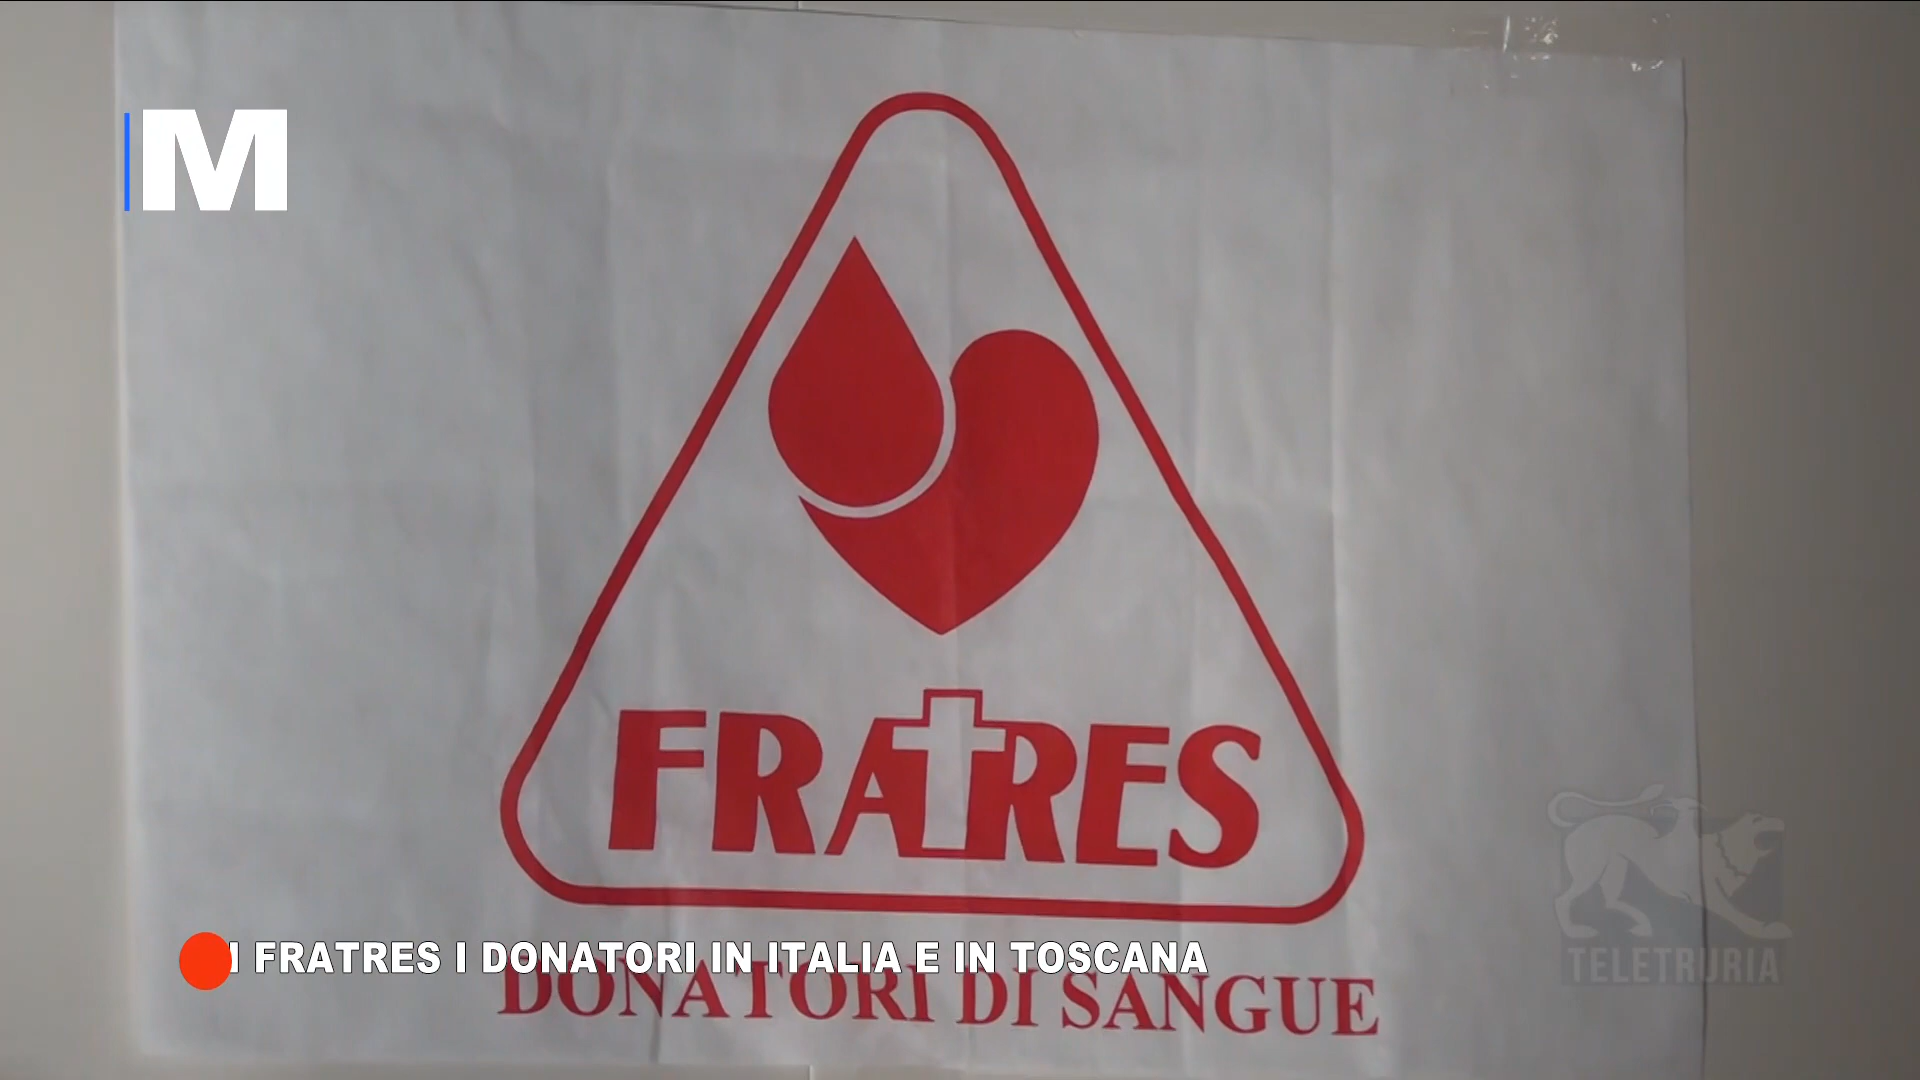 M
FRATRES
I FRATRES I DONATORI IN ITALIA E IN TOSCANA
DONATORI DI SANGUE
TELETRURIA